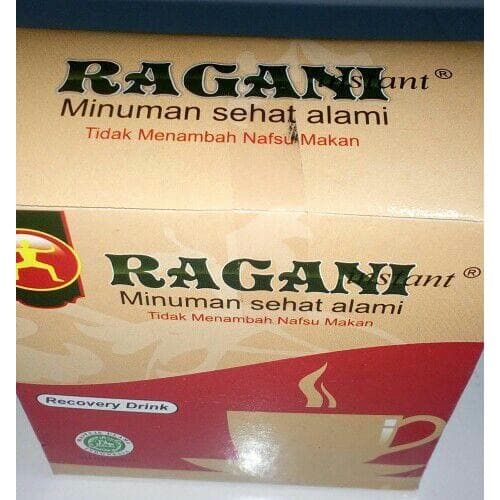 RAGANI instant ®
Minuman sehat alami
Tidak Menambah Nafsu Makan
RAGANI instant ®
Minuman sehat alami
Tidak Menambah Nafsu Makan
Recovery Drink